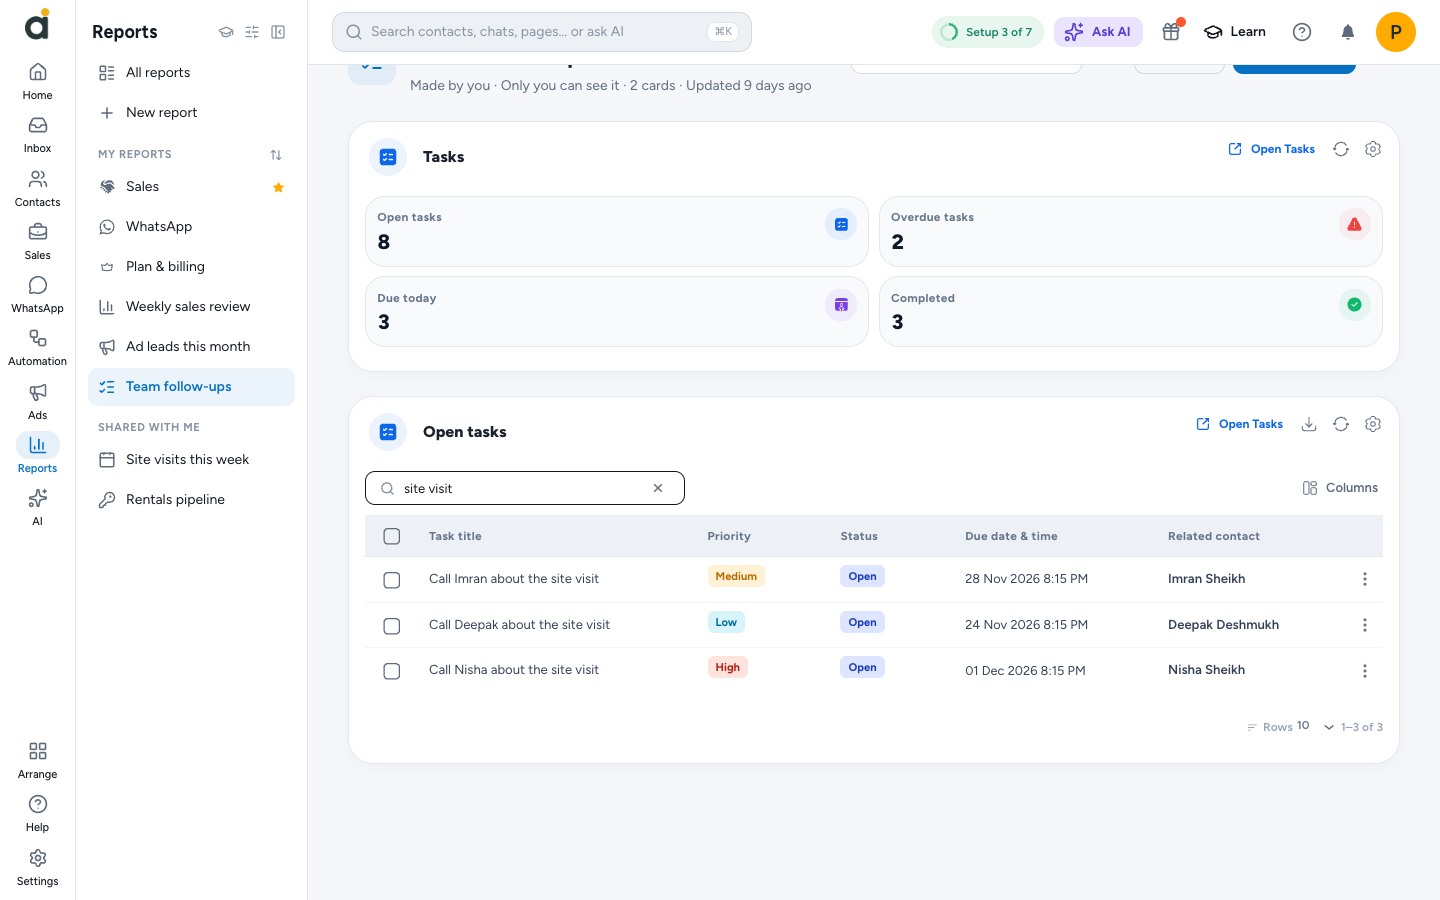 Home
Inbox
Contacts
Sales
WhatsApp
Automation
Ads
Reports
AI
Arrange
Help
Settings
Reports
All reports
New report
MY REPORTS
Sales
WhatsApp
Plan & billing
Weekly sales review
Ad leads this month
Team follow-ups
SHARED WITH ME
Site visits this week
Rentals pipeline
Search contacts, chats, pages... or ask AI
⌘K
Setup 3 of 7
Ask AI
Learn
P
Made by you · Only you can see it · 2 cards · Updated 9 days ago
Tasks
Open Tasks
Open tasks
8
Overdue tasks
2
Due today
3
Completed
3
Open tasks
Open Tasks
site visit
Columns
Task title Priority Status Due date & time Related contact
Call Imran about the site visit Medium Open 28 Nov 2026 8:15 PM Imran Sheikh
Call Deepak about the site visit Low Open 24 Nov 2026 8:15 PM Deepak Deshmukh
Call Nisha about the site visit High Open 01 Dec 2026 8:15 PM Nisha Sheikh
Rows 10 1–3 of 3